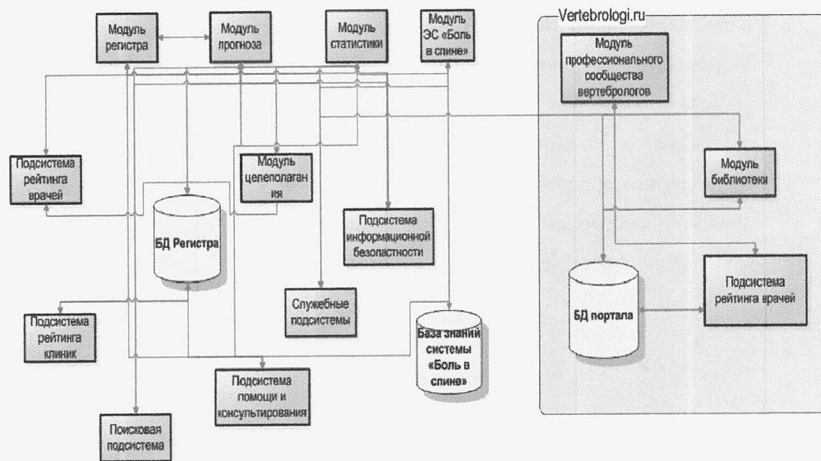 Vertebrologi.ru
Модуль
регистра
Модуль
прогноза
Модуль
статистики
Модуль
ЭС «Боль
в спине»
Модуль
профессионального
сообщества
вертебрологов
Подсистема
рейтинга
врачей
Модуль
целеполаган
ия
Модуль
библиотеки
БД Регистра
Подсистема
информационной
безопастности
Служебные
подсистемы
БД портала
Подсистема
рейтинга врачей
Подсистема
рейтинга
клиник
База знаний
системы
«Боль в
спине»
Подсистема
помощи и
консультирования
Поисковая
подсистема